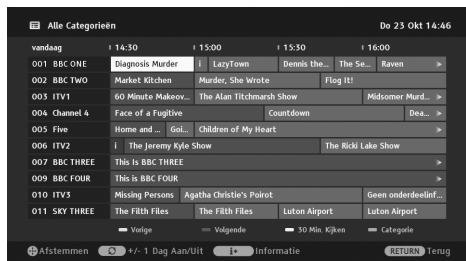 Alle Categorieën Do 23 Okt 14:46
vandaag 14:30 15:00 15:30 16:00
001 BBC ONE Diagnosis Murder i LazyTown Dennis the... The Se... Raven
002 BBC TWO Market Kitchen Murder, She Wrote Flog It!
003 ITV1 60 Minute Makeov... The Alan Titchmarsh Show Midsomer Murd...
004 Channel 4 Face of a Fugitive Countdown Dea...
005 Five Home and ... Goi... Children of My Heart
006 ITV2 i The Jeremy Kyle Show The Ricki Lake Show
007 BBC THREE This Is BBC THREE
009 BBC FOUR This is BBC FOUR
010 ITV3 Missing Persons Agatha Christie's Poirot Geen onderdeelinf...
011 SKY THREE The Filth Files The Filth Files Luton Airport Luton Airport
Vorige Volgende 30 Min. Kijken Categorie
Afstemmen +/- 1 Dag Aan/Uit i+ Informatie RETURN Terug